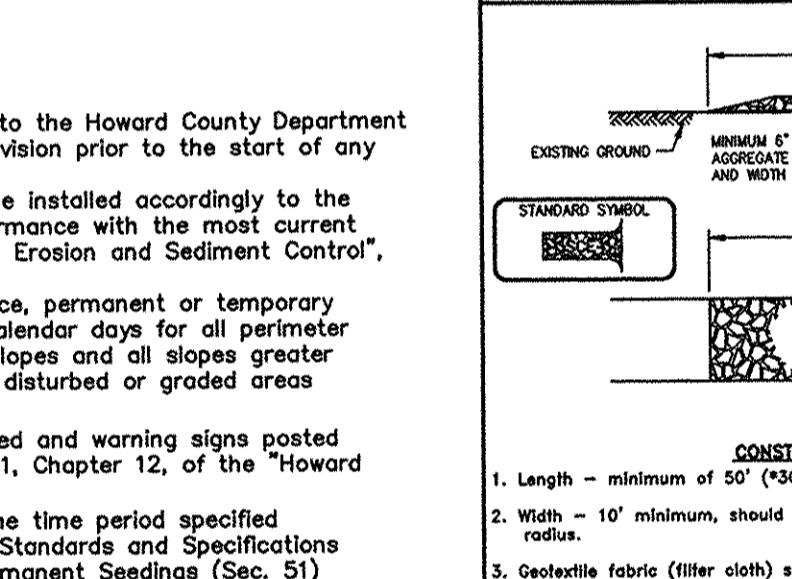 to the Howard County Department
vision prior to the start of any
e installed accordingly to the
rmance with the most current
Erosion and Sediment Control",
ce, permanent or temporary
alendar days for all perimeter
lopes and all slopes greater
disturbed or graded areas
ed and warning signs posted
1, Chapter 12, of the "Howard
he time period specified
Standards and Specifications
manent Seedings (Sec. 51)
EXISTING GROUND
MINIMUM 6"
AGGREGATE
AND WIDTH
STANDARD SYMBOL
SCE
CONST
1. Length – minimum of 50' (*30
2. Width – 10' minimum, should
radius.
3. Geotextile fabric (filter cloth) s